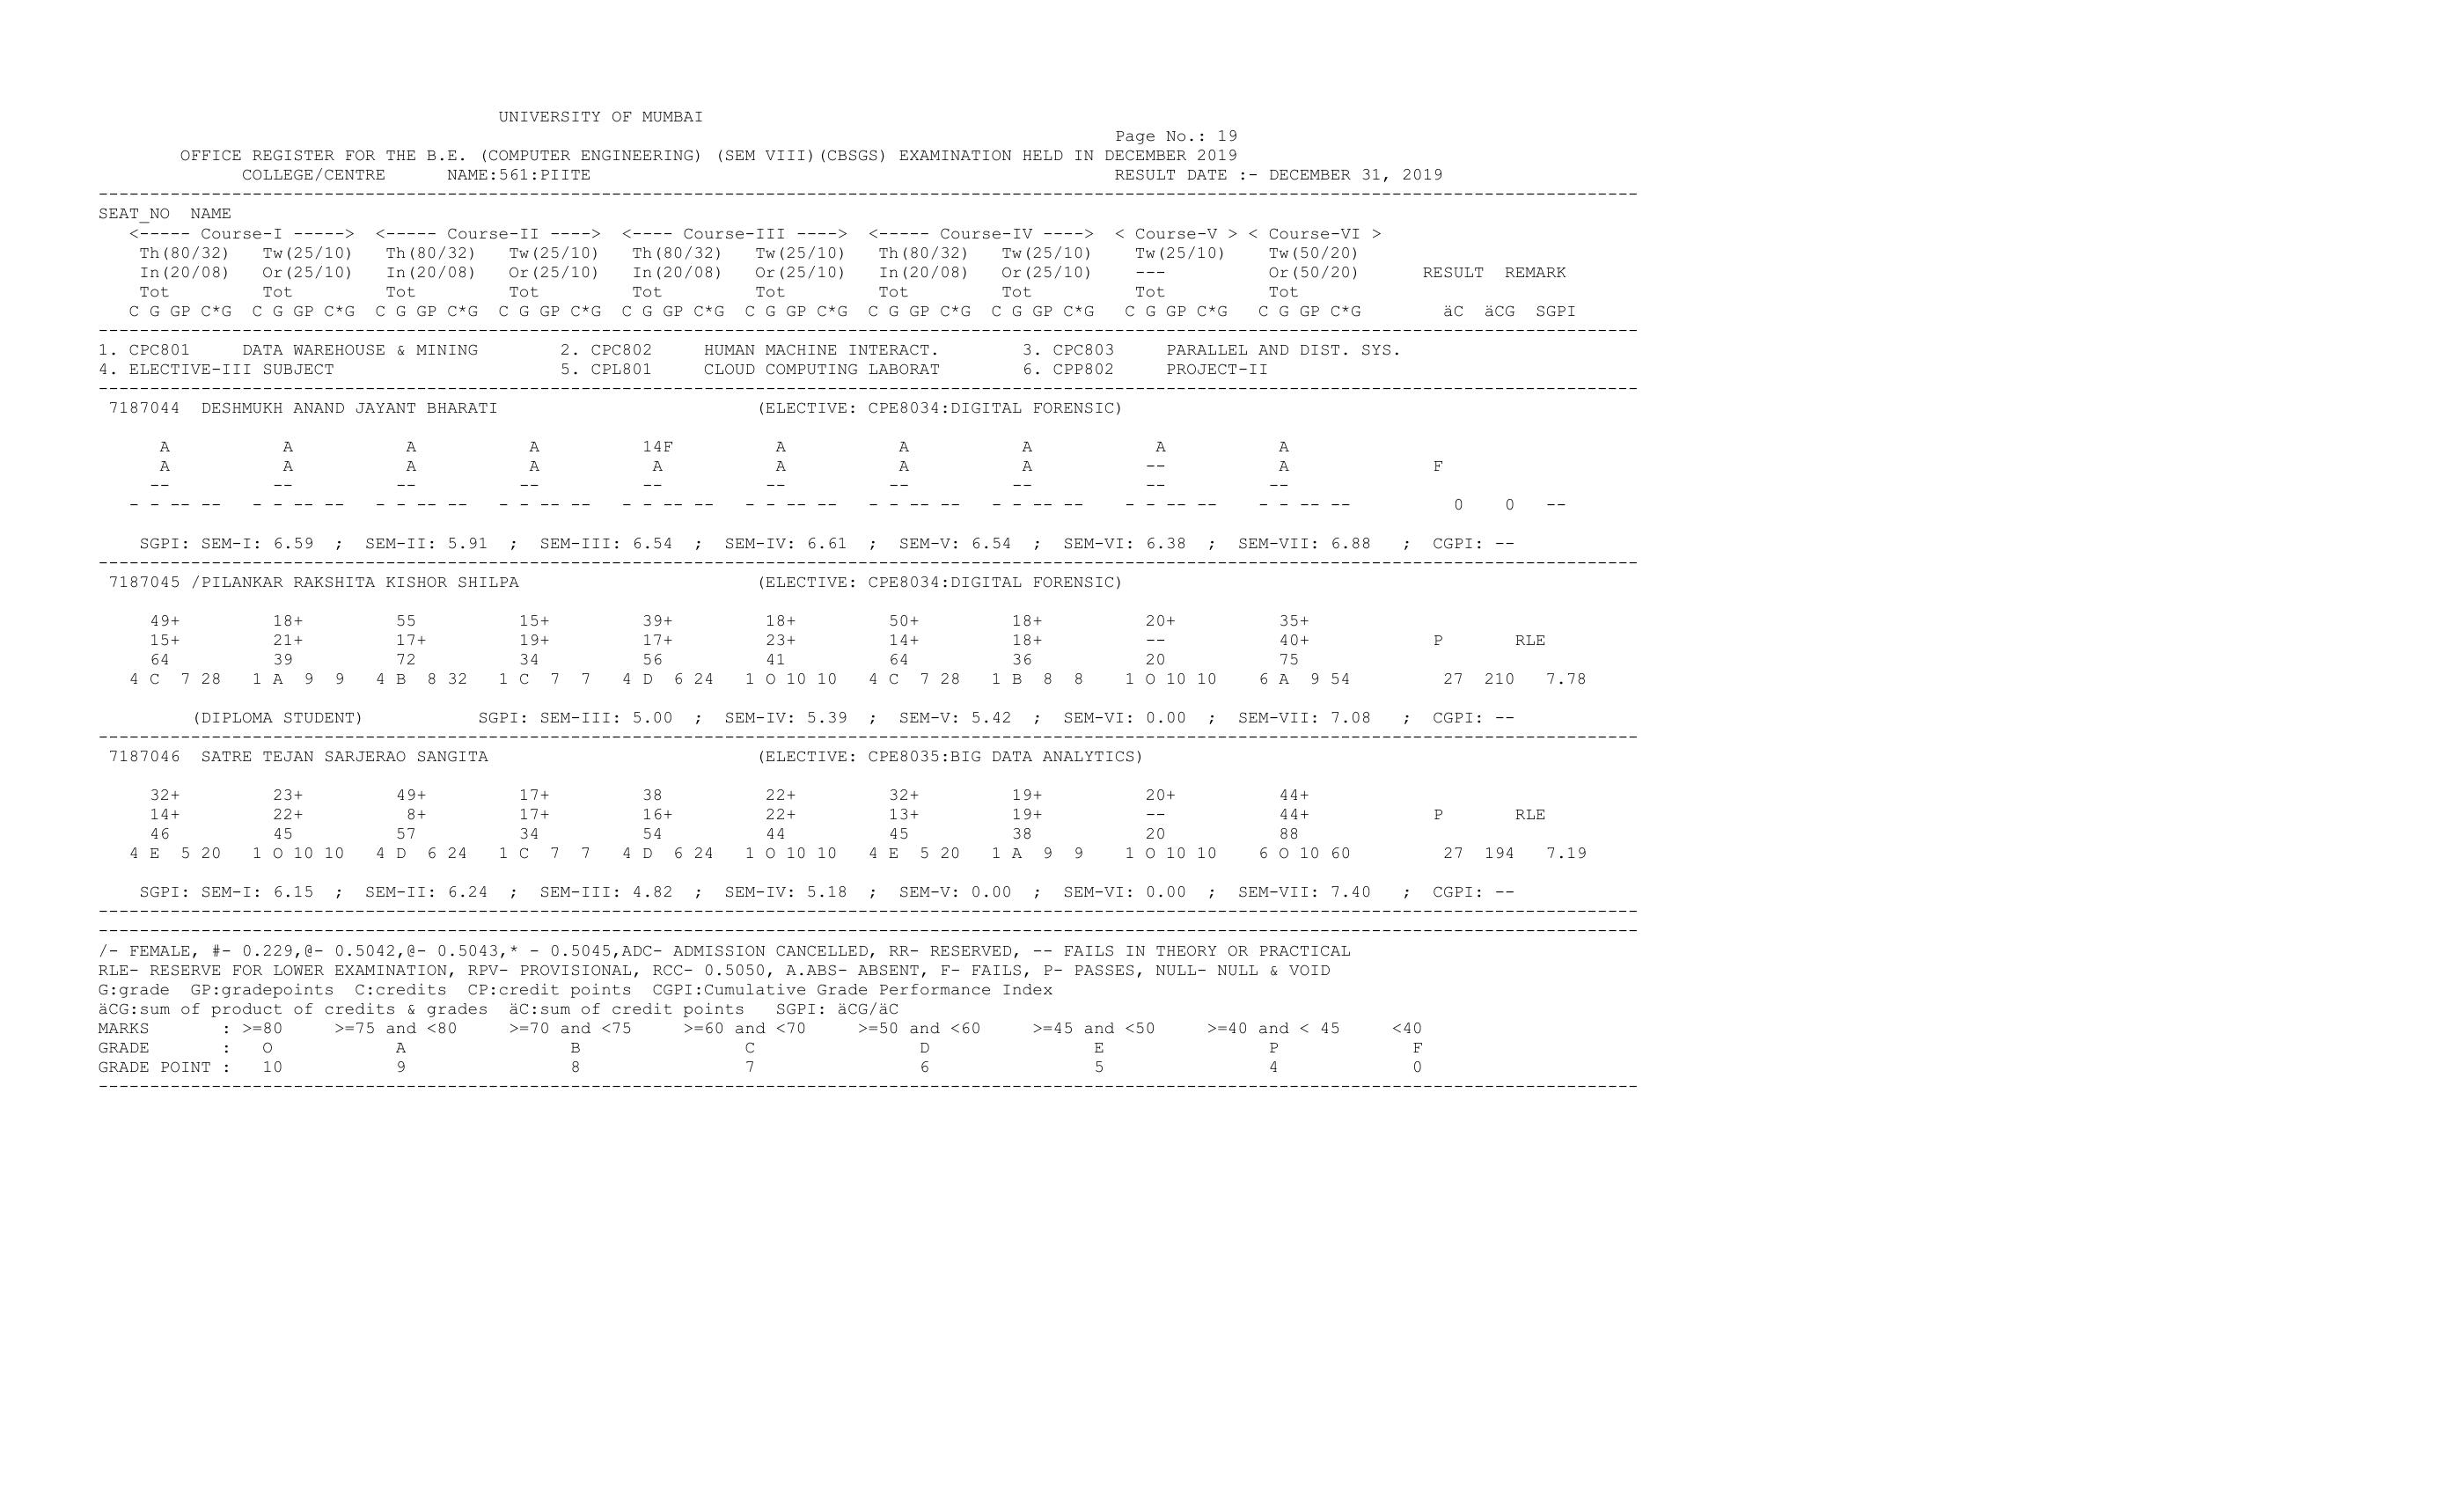 UNIVERSITY OF MUMBAI
Page No.: 19
OFFICE REGISTER FOR THE B.E. (COMPUTER ENGINEERING) (SEM VIII)(CBSGS) EXAMINATION HELD IN DECEMBER 2019
COLLEGE/CENTRE NAME:561:PIITE RESULT DATE :- DECEMBER 31, 2019
SEAT_NO NAME
<----- Course-I -----> <----- Course-II ----> <---- Course-III ----> <----- Course-IV ----> < Course-V > < Course-VI >
Th(80/32) Tw(25/10) Th(80/32) Tw(25/10) Th(80/32) Tw(25/10) Th(80/32) Tw(25/10) Tw(25/10) Tw(50/20)
In(20/08) Or(25/10) In(20/08) Or(25/10) In(20/08) Or(25/10) In(20/08) Or(25/10) --- Or(50/20) RESULT REMARK
Tot Tot Tot Tot Tot Tot Tot Tot Tot Tot
C G GP C*G C G GP C*G C G GP C*G C G GP C*G C G GP C*G C G GP C*G C G GP C*G C G GP C*G C G GP C*G C G GP C*G äC äCG SGPI
1. CPC801 DATA WAREHOUSE & MINING 2. CPC802 HUMAN MACHINE INTERACT. 3. CPC803 PARALLEL AND DIST. SYS.
4. ELECTIVE-III SUBJECT 5. CPL801 CLOUD COMPUTING LABORAT 6. CPP802 PROJECT-II
7187044 DESHMUKH ANAND JAYANT BHARATI (ELECTIVE: CPE8034:DIGITAL FORENSIC)
A A A A 14F A A A A A
A A A A A A A A -- A F
-- -- -- -- -- -- -- -- -- --
- - -- -- - - -- -- - - -- -- - - -- -- - - -- -- - - -- -- - - -- -- - - -- -- - - -- -- - - -- -- 0 0 --
SGPI: SEM-I: 6.59 ; SEM-II: 5.91 ; SEM-III: 6.54 ; SEM-IV: 6.61 ; SEM-V: 6.54 ; SEM-VI: 6.38 ; SEM-VII: 6.88 ; CGPI: --
7187045 /PILANKAR RAKSHITA KISHOR SHILPA (ELECTIVE: CPE8034:DIGITAL FORENSIC)
49+ 18+ 55 15+ 39+ 18+ 50+ 18+ 20+ 35+
15+ 21+ 17+ 19+ 17+ 23+ 14+ 18+ -- 40+ P RLE
64 39 72 34 56 41 64 36 20 75
4 C 7 28 1 A 9 9 4 B 8 32 1 C 7 7 4 D 6 24 1 O 10 10 4 C 7 28 1 B 8 8 1 O 10 10 6 A 9 54 27 210 7.78
(DIPLOMA STUDENT) SGPI: SEM-III: 5.00 ; SEM-IV: 5.39 ; SEM-V: 5.42 ; SEM-VI: 0.00 ; SEM-VII: 7.08 ; CGPI: --
7187046 SATRE TEJAN SARJERAO SANGITA (ELECTIVE: CPE8035:BIG DATA ANALYTICS)
32+ 23+ 49+ 17+ 38 22+ 32+ 19+ 20+ 44+
14+ 22+ 8+ 17+ 16+ 22+ 13+ 19+ -- 44+ P RLE
46 45 57 34 54 44 45 38 20 88
4 E 5 20 1 O 10 10 4 D 6 24 1 C 7 7 4 D 6 24 1 O 10 10 4 E 5 20 1 A 9 9 1 O 10 10 6 O 10 60 27 194 7.19
SGPI: SEM-I: 6.15 ; SEM-II: 6.24 ; SEM-III: 4.82 ; SEM-IV: 5.18 ; SEM-V: 0.00 ; SEM-VI: 0.00 ; SEM-VII: 7.40 ; CGPI: --
/- FEMALE, #- 0.229,@- 0.5042,@- 0.5043,* - 0.5045,ADC- ADMISSION CANCELLED, RR- RESERVED, -- FAILS IN THEORY OR PRACTICAL
RLE- RESERVE FOR LOWER EXAMINATION, RPV- PROVISIONAL, RCC- 0.5050, A.ABS- ABSENT, F- FAILS, P- PASSES, NULL- NULL & VOID
G:grade GP:gradepoints C:credits CP:credit points CGPI:Cumulative Grade Performance Index
äCG:sum of product of credits & grades äC:sum of credit points SGPI: äCG/äC
MARKS : >=80 >=75 and <80 >=70 and <75 >=60 and <70 >=50 and <60 >=45 and <50 >=40 and < 45 <40
GRADE : O A B C D E P F
GRADE POINT : 10 9 8 7 6 5 4 0